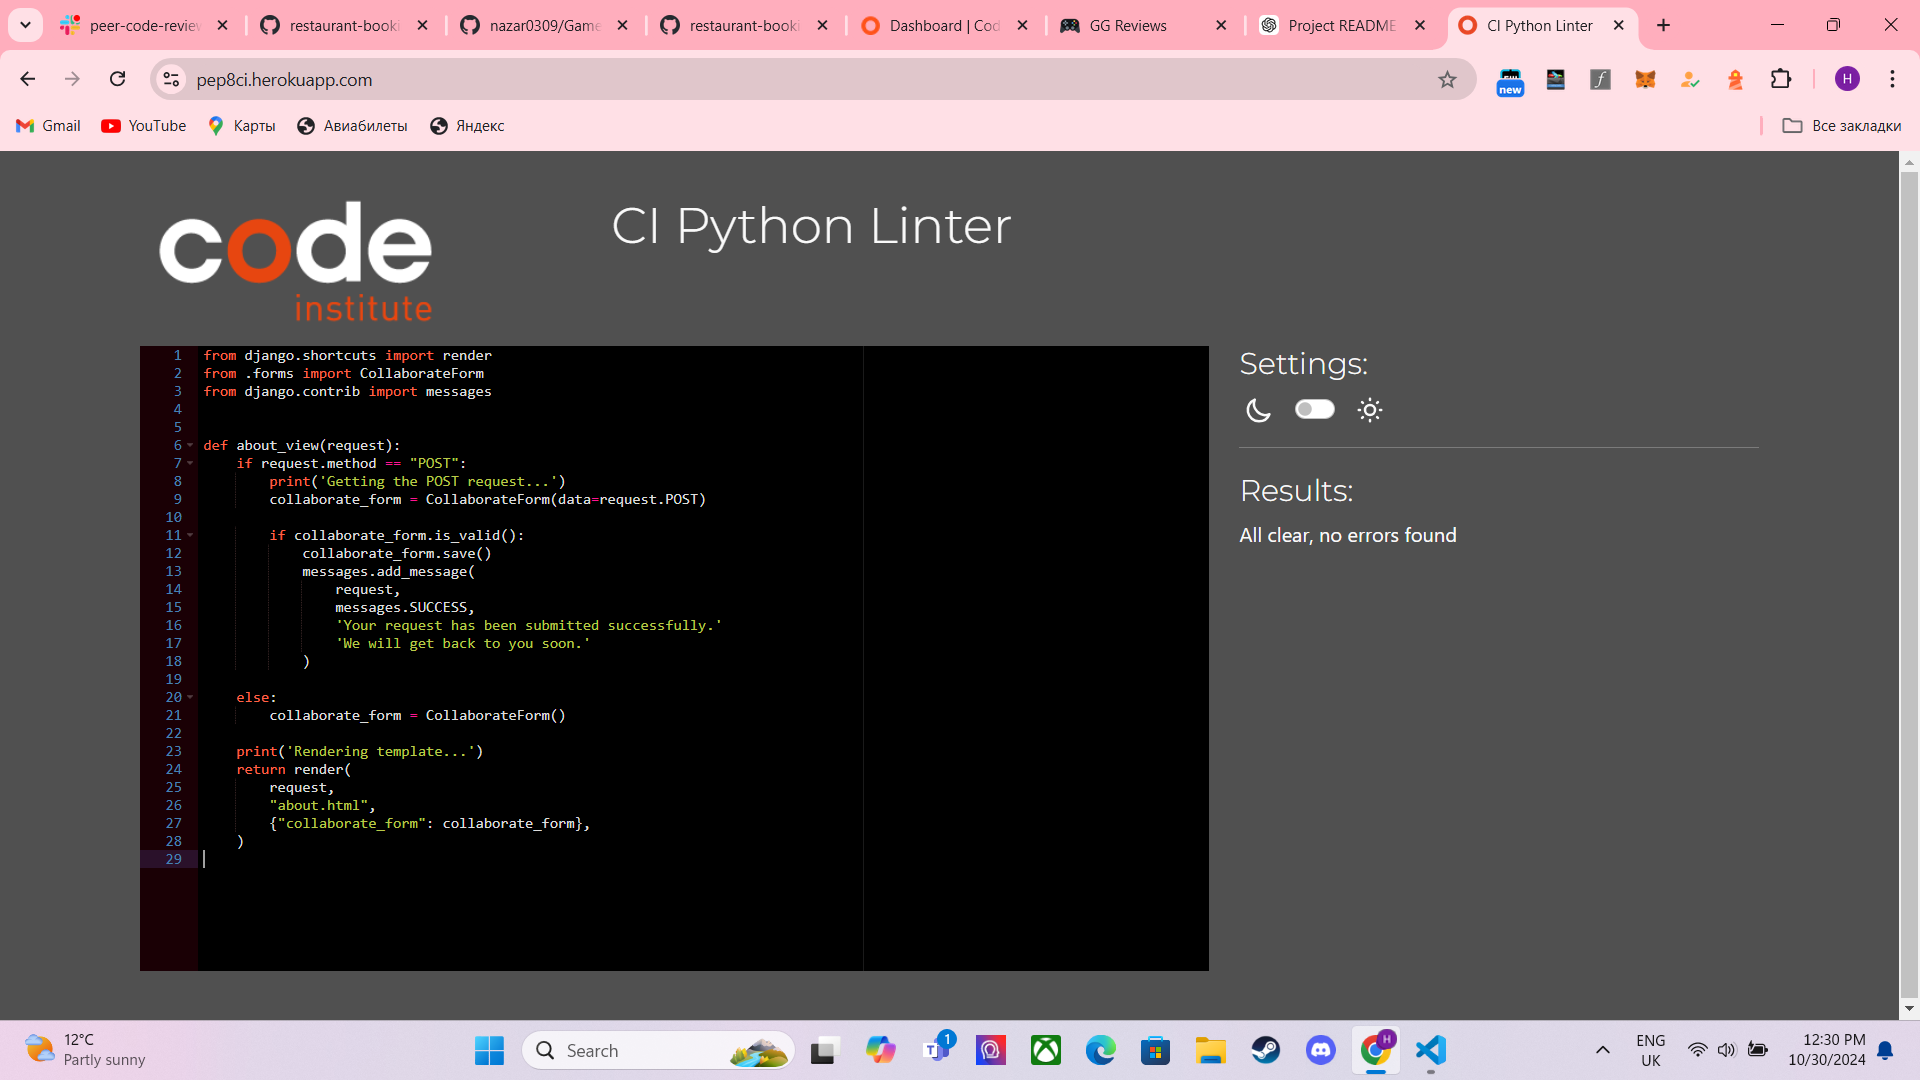 peer-code-review
restaurant-booki
nazar0309/Game
restaurant-booki
Dashboard | Cod
GG Reviews
Project README
CI Python Linter
pep8ci.herokuapp.com
new
H
Gmail
YouTube
Карты
Авиабилеты
Яндекс
Все закладки
code
institute
CI Python Linter
1 from django.shortcuts import render
2 from .forms import CollaborateForm
3 from django.contrib import messages
4
5
6 def about_view(request):
7 if request.method == "POST":
8 print('Getting the POST request...')
9 collaborate_form = CollaborateForm(data=request.POST)
10
11 if collaborate_form.is_valid():
12 collaborate_form.save()
13 messages.add_message(
14 request,
15 messages.SUCCESS,
16 'Your request has been submitted successfully.'
17 'We will get back to you soon.'
18 )
19
20 else:
21 collaborate_form = CollaborateForm()
22
23 print('Rendering template...')
24 return render(
25 request,
26 "about.html",
27 {"collaborate_form": collaborate_form},
28 )
29
Settings:
Results:
All clear, no errors found
12°C
Partly sunny
Search
1
H
ENG
UK
12:30 PM
10/30/2024